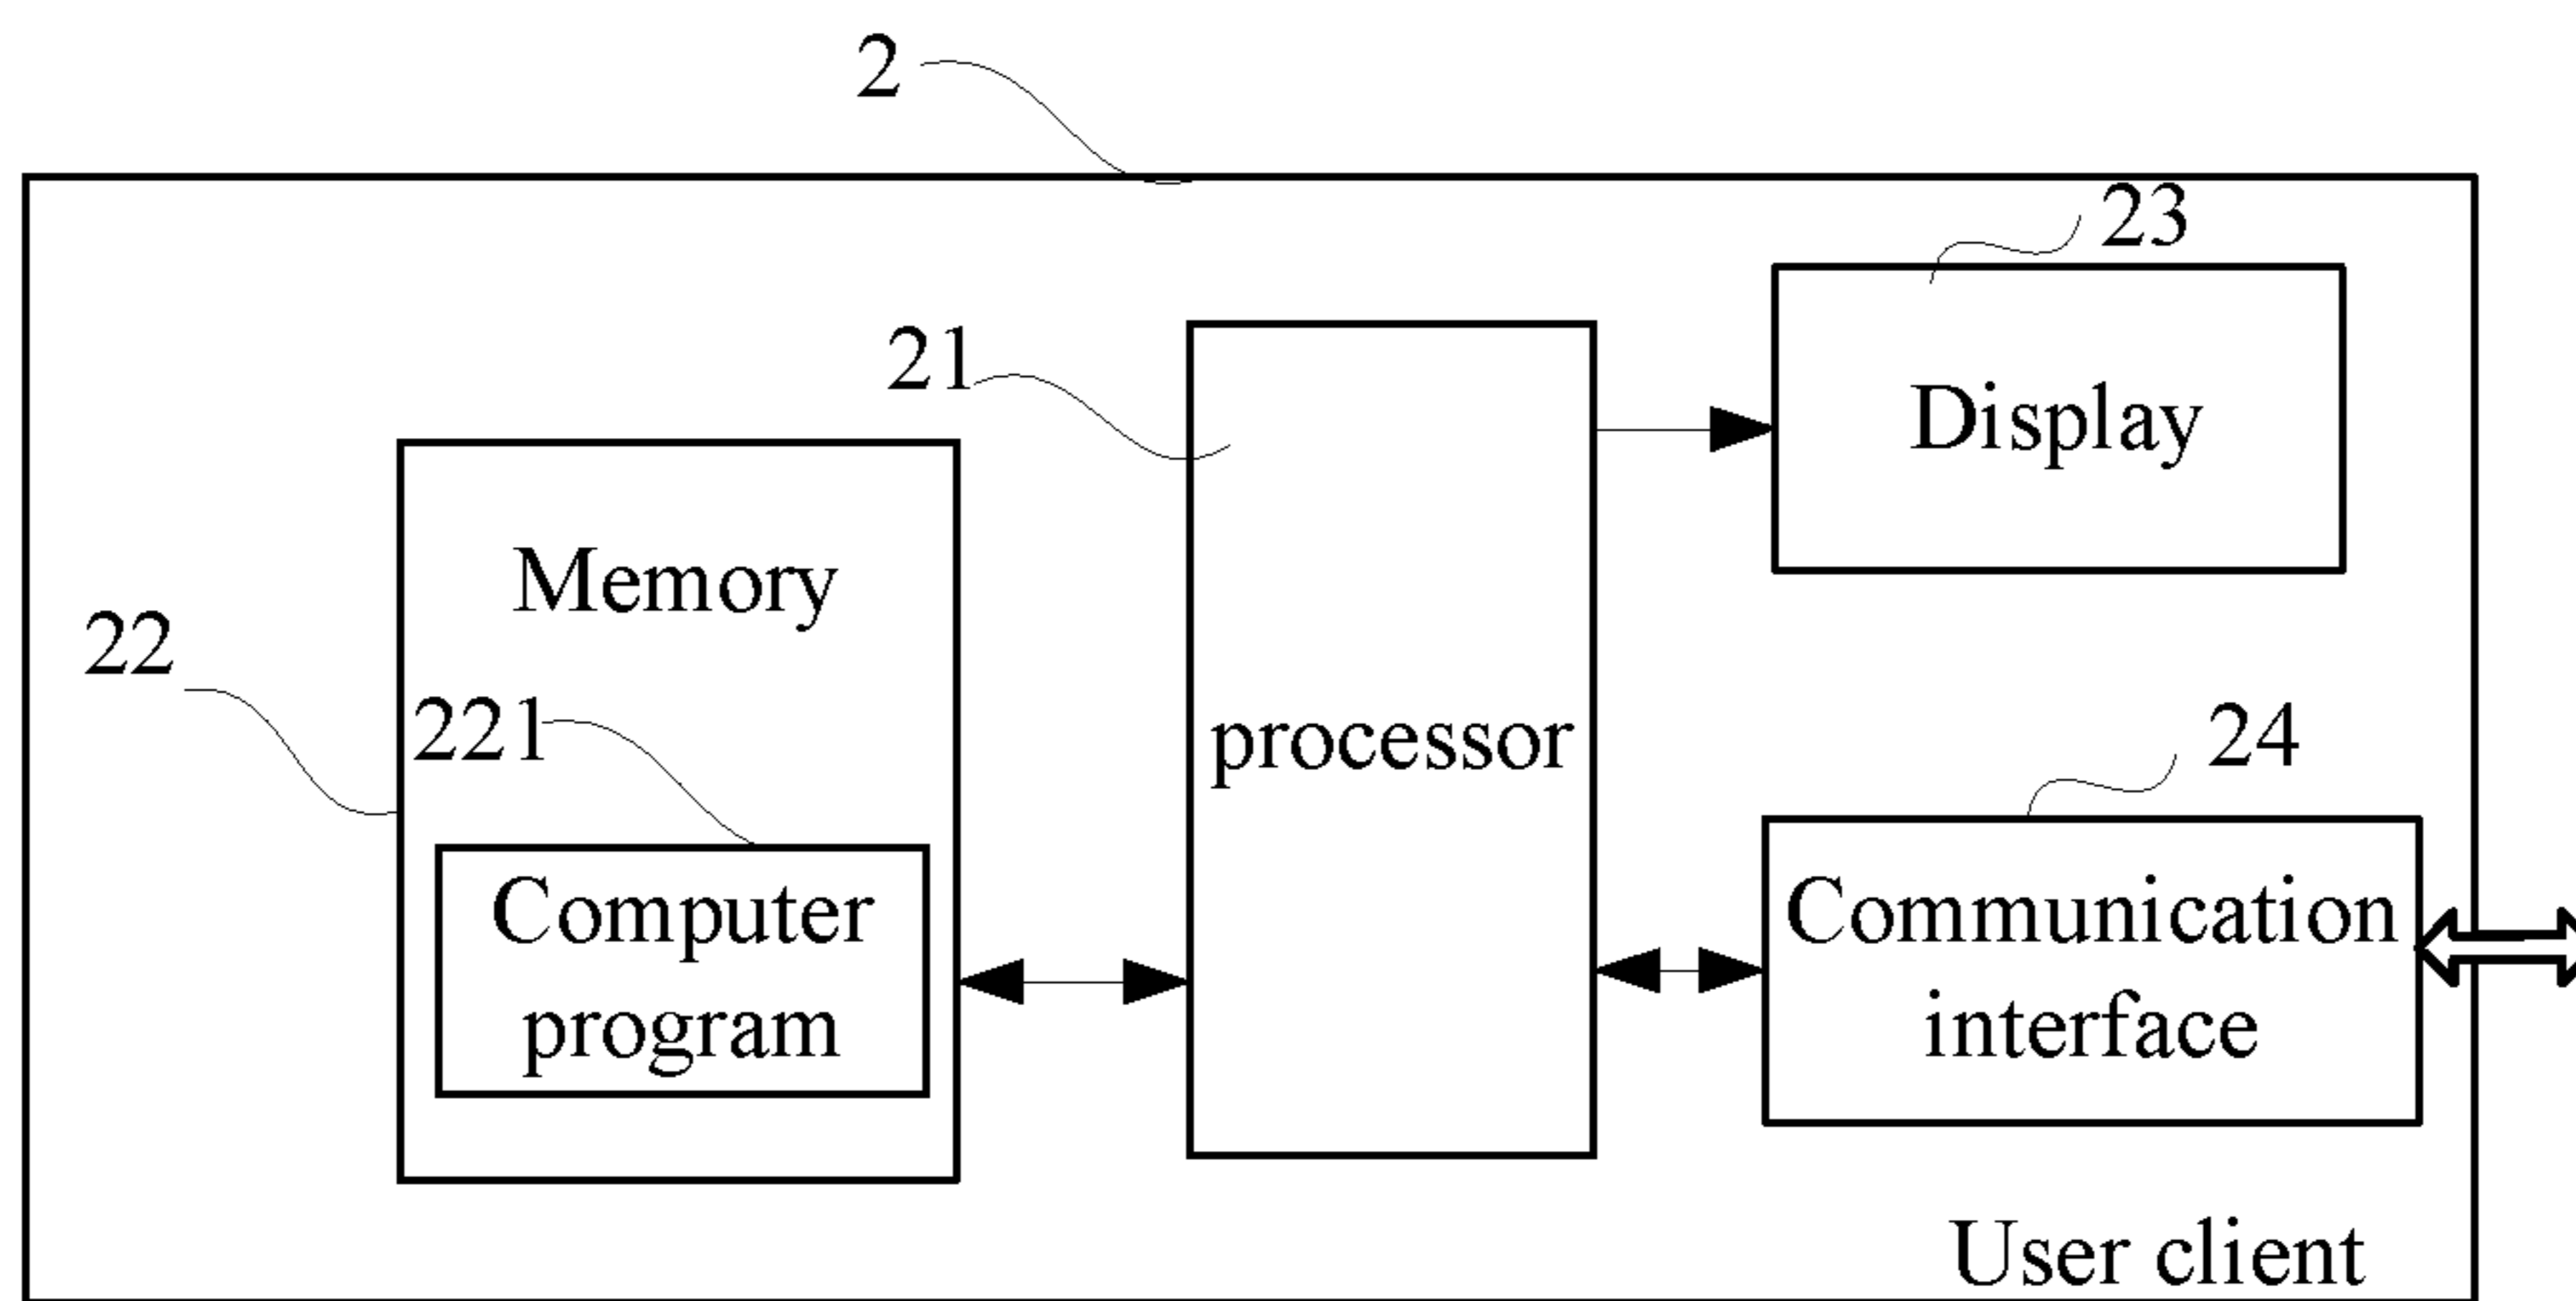 2
23
21
Display
Memory
22
221
processor
24
Computer
program
Communication
interface
User client